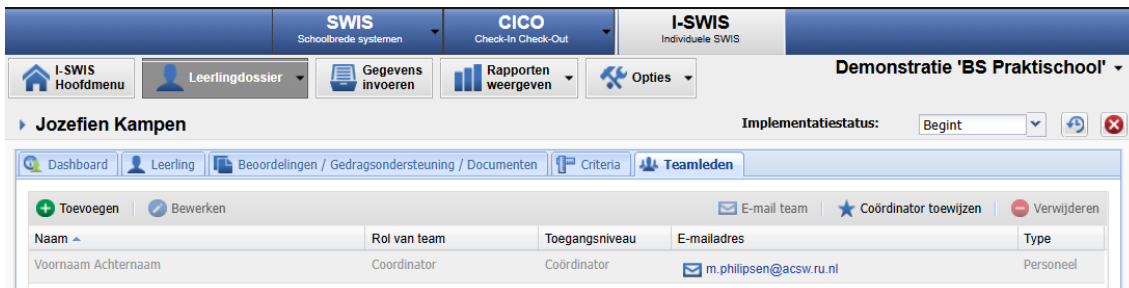 SWIS
Schoolbrede systemen
CICO
Check-In Check-Out
I-SWIS
Individuele SWIS
I-SWIS
Hoofdmenu
Leerlingdossier
Gegevens
invoeren
Rapporten
weergeven
Opties
Demonstratie 'BS Praktischool'
Jozefien Kampen
Implementatiestatus: Begint
Dashboard Leerling Beoordelingen / Gedragsondersteuning / Documenten Criteria Teamleden
Toevoegen Bewerken E-mail team Coördinator toewijzen Verwijderen
Naam Rol van team Toegangsniveau E-mailadres Type
Voornaam Achternaam Coordinator Coördinator m.philipsen@acsw.ru.nl Personeel